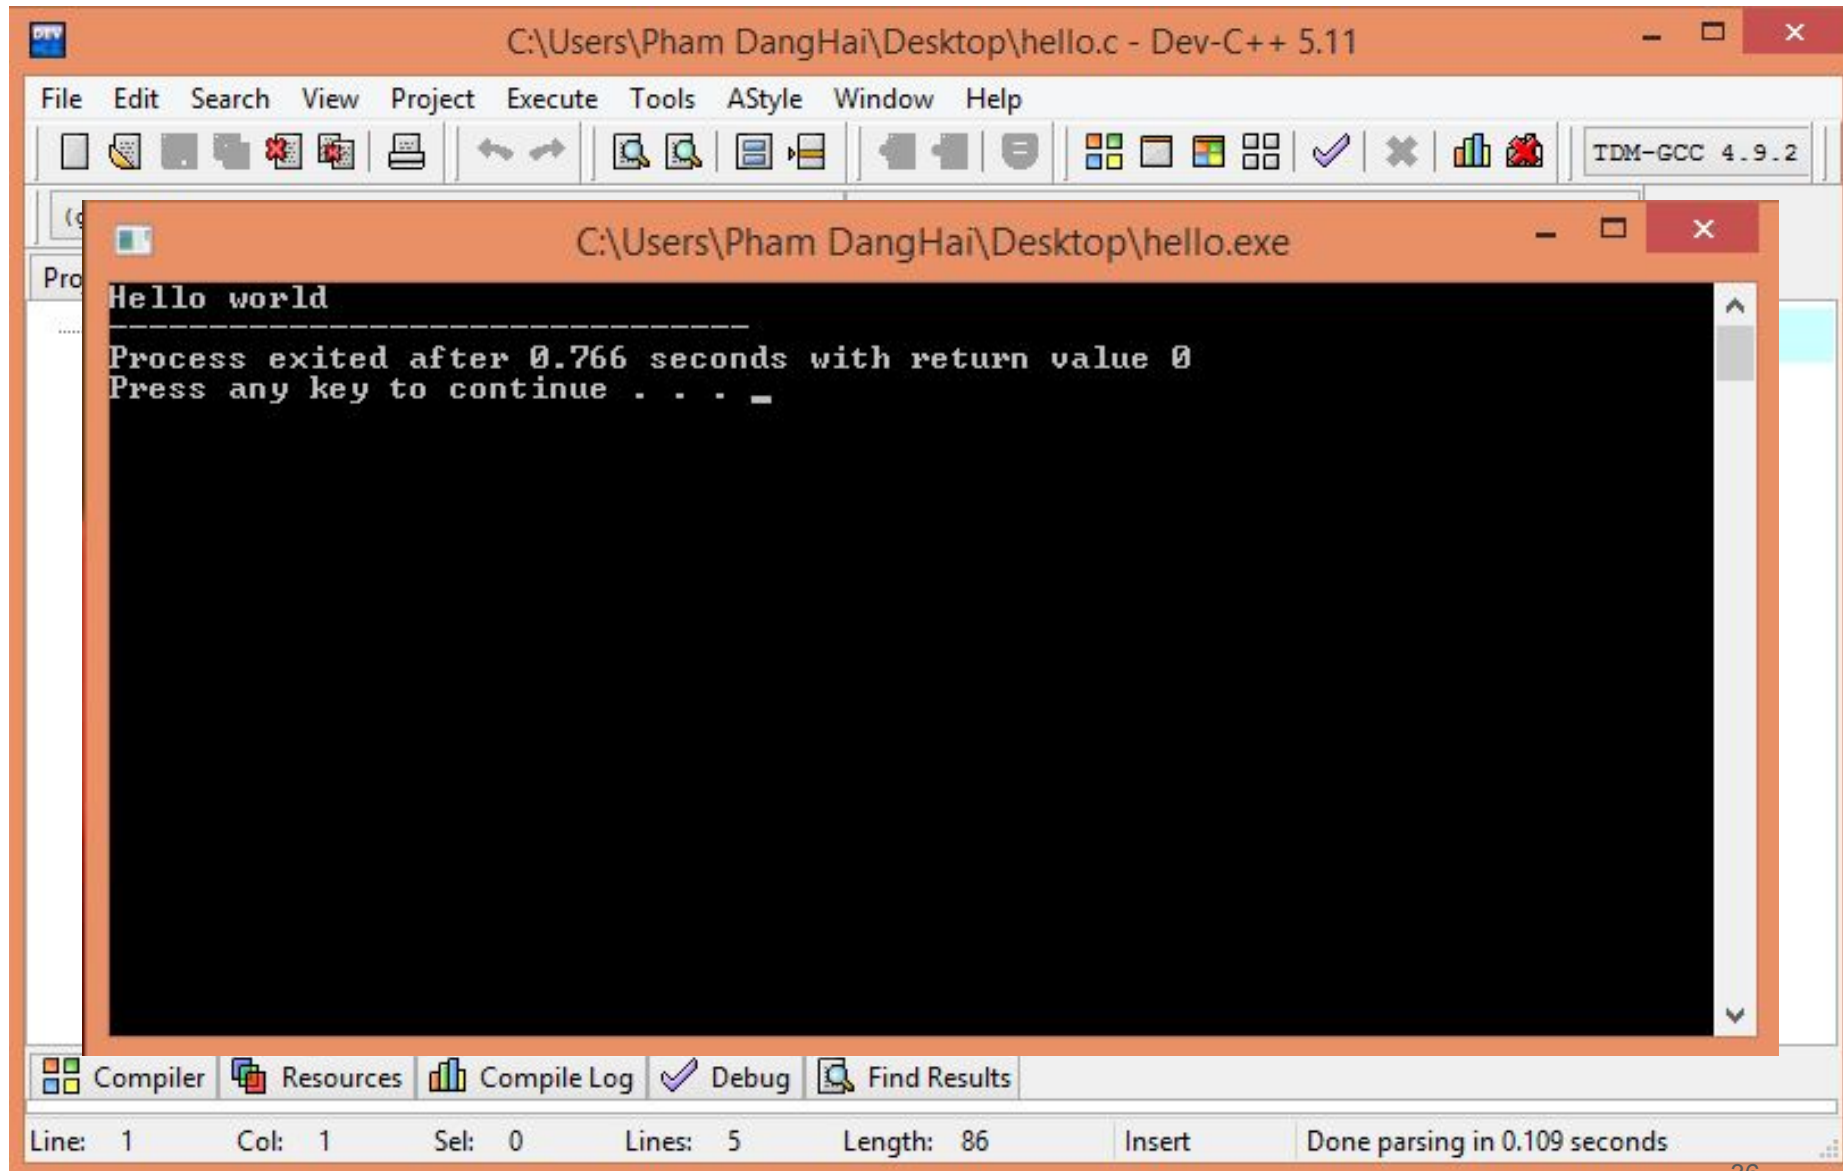 DEV
C:\Users\Pham DangHai\Desktop\hello.c - Dev-C++ 5.11
File Edit Search View Project Execute Tools AStyle Window Help
TDM-GCC 4.9.2
C:\Users\Pham DangHai\Desktop\hello.exe
Hello world
--------------------------------
Process exited after 0.766 seconds with return value 0
Press any key to continue . . . _
Compiler Resources Compile Log Debug Find Results
Line: 1 Col: 1 Sel: 0 Lines: 5 Length: 86 Insert Done parsing in 0.109 seconds